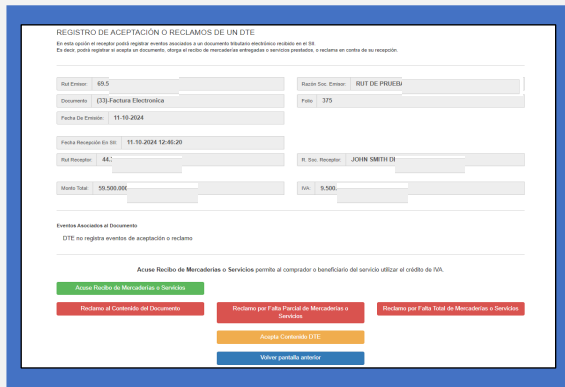 REGISTRO DE ACEPTACIÓN O RECLAMOS DE UN DTE
En esta opción el receptor podrá registrar eventos asociados a un documento tributario electrónico recibido en el SII.
Es decir, podrá registrar si acepta un documento, otorga el recibo de mercaderías entregadas o servicios prestados, o reclama en contra de su recepción.
Rut Emisor: 69.5 Razón Soc. Emisor: RUT DE PRUEBA
Documento (33)-Factura Electronica Folio 375
Fecha De Emisión: 11-10-2024
Fecha Recepción En SII: 11-10-2024 12:46:20
Rut Receptor: 44. R. Soc. Receptor: JOHN SMITH
Monto Total: 59.500.000 IVA: 9.500.
Eventos Asociados al Documento
DTE no registra eventos de aceptación o reclamo
Acuse Recibo de Mercaderías o Servicios permite al comprador o beneficiario del servicio utilizar el crédito de IVA.
Acuse Recibo de Mercaderías o Servicios
Reclamo al Contenido del Documento Reclamo por Falta Parcial de Mercaderías o Servicios Reclamo por Falta Total de Mercaderías o Servicios
Acepta Contenido DTE
Volver pantalla anterior